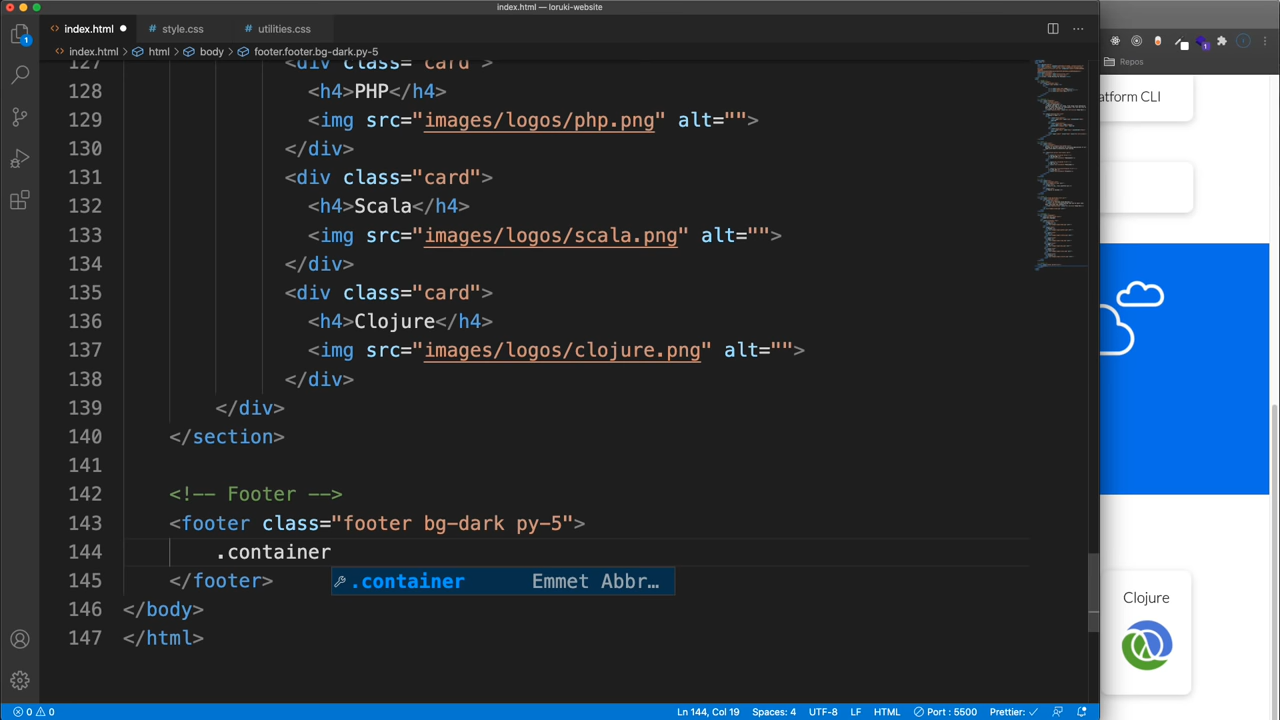 index.html — loruki-website
index.html
style.css
utilities.css
index.html
html
body
footer.footer.bg-dark.py-5
127 <div class="card">
128 <h4>PHP</h4>
129 <img src="images/logos/php.png" alt="">
130 </div>
131 <div class="card">
132 <h4>Scala</h4>
133 <img src="images/logos/scala.png" alt="">
134 </div>
135 <div class="card">
136 <h4>Clojure</h4>
137 <img src="images/logos/clojure.png" alt="">
138 </div>
139 </div>
140 </section>
141
142 <!-- Footer -->
143 <footer class="footer bg-dark py-5">
144 .container
.container Emmet Abbr…
145 </footer>
146 </body>
147 </html>
1
1
Repos
atform CLI
Clojure
0 0
Ln 144, Col 19
Spaces: 4
UTF-8
LF
HTML
Port : 5500
Prettier: ✓